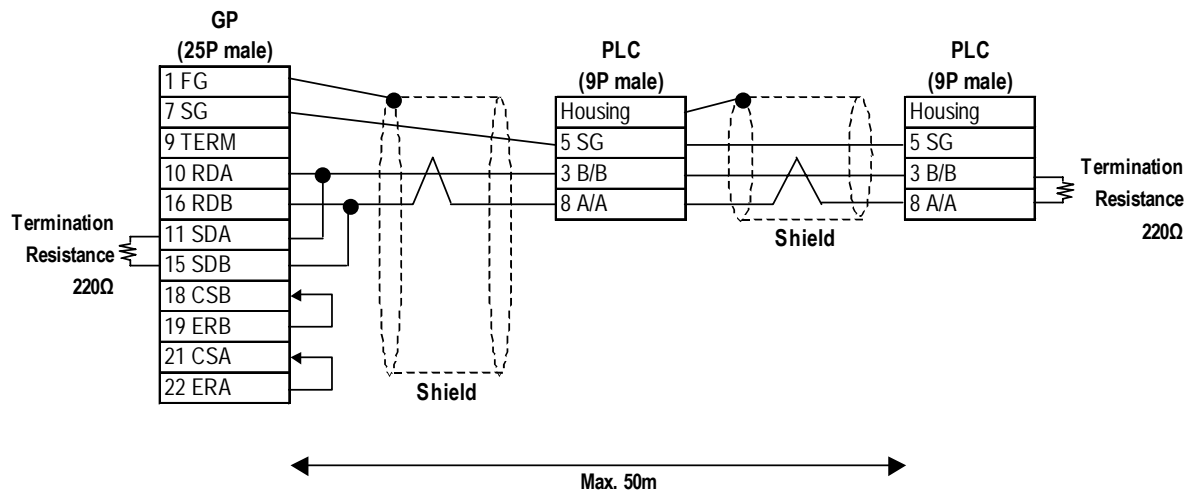 GP
(25P male)
1 FG
7 SG
9 TERM
10 RDA
16 RDB
11 SDA
15 SDB
18 CSB
19 ERB
21 CSA
22 ERA
Termination
Resistance
220Ω
Shield
PLC
(9P male)
Housing
5 SG
3 B/B
8 A/A
Shield
PLC
(9P male)
Housing
5 SG
3 B/B
8 A/A
Termination
Resistance
220Ω
Max. 50m